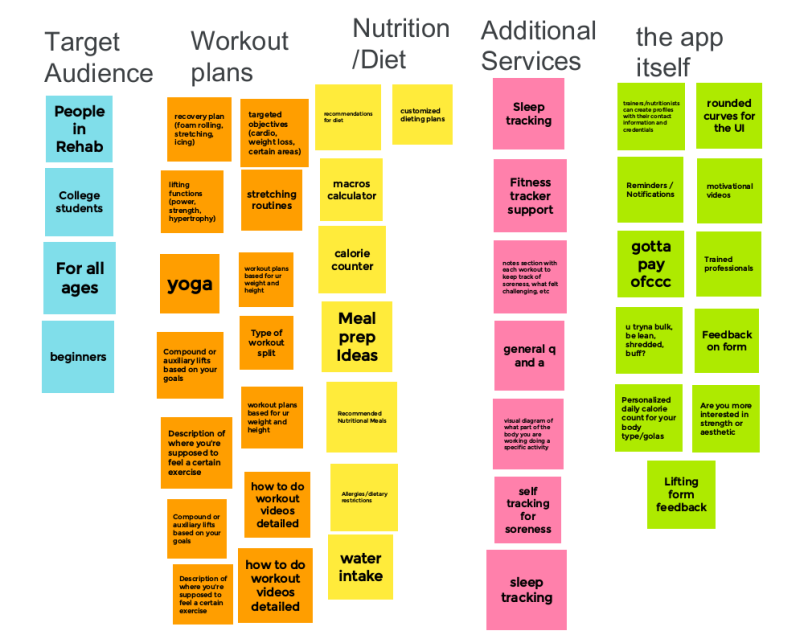 Target
Audience
People
in
Rehab
College
students
For all
ages
beginners
Workout
plans
recovery plan
(foam rolling,
stretching,
icing)
targeted
objectives
(cardio,
weight loss,
certain areas)
lifting
functions
(power,
strength,
hypertrophy)
stretching
routines
yoga
workout plans
based for ur
weight and
height
Compound or
auxiliary lifts
based on your
goals
Type of
workout
split
Description of
where you're
supposed to
feel a certain
exercise
workout plans
based for ur
weight and
height
Compound or
auxiliary lifts
based on your
goals
how to do
workout
videos
detailed
Description of
where you're
supposed to
feel a certain
exercise
how to do
workout
videos
detailed
Nutrition
/Diet
recommendations
for diet
customized
dieting plans
macros
calculator
calorie
counter
Meal
prep
Ideas
Recommended
Nutritional Meals
Allergies/dietary
restrictions
water
intake
Additional
Services
Sleep
tracking
Fitness
tracker
support
notes section with
each workout to
keep track of
soreness, what felt
challenging, etc
general q
and a
visual diagram of
what part of the
body you are
working doing a
specific activity
self
tracking
for
soreness
sleep
tracking
the app
itself
trainers/nutritionists
can create profiles
with their contact
information and
credentials
rounded
curves for
the UI
Reminders /
Notifications
motivational
videos
gotta
pay
ofccc
Trained
professionals
u tryna bulk,
be lean,
shredded,
buff?
Feedback
on form
Personalized
daily calorie
count for your
body
type/golas
Are you more
interested in
strength or
aesthetic
Lifting
form
feedback